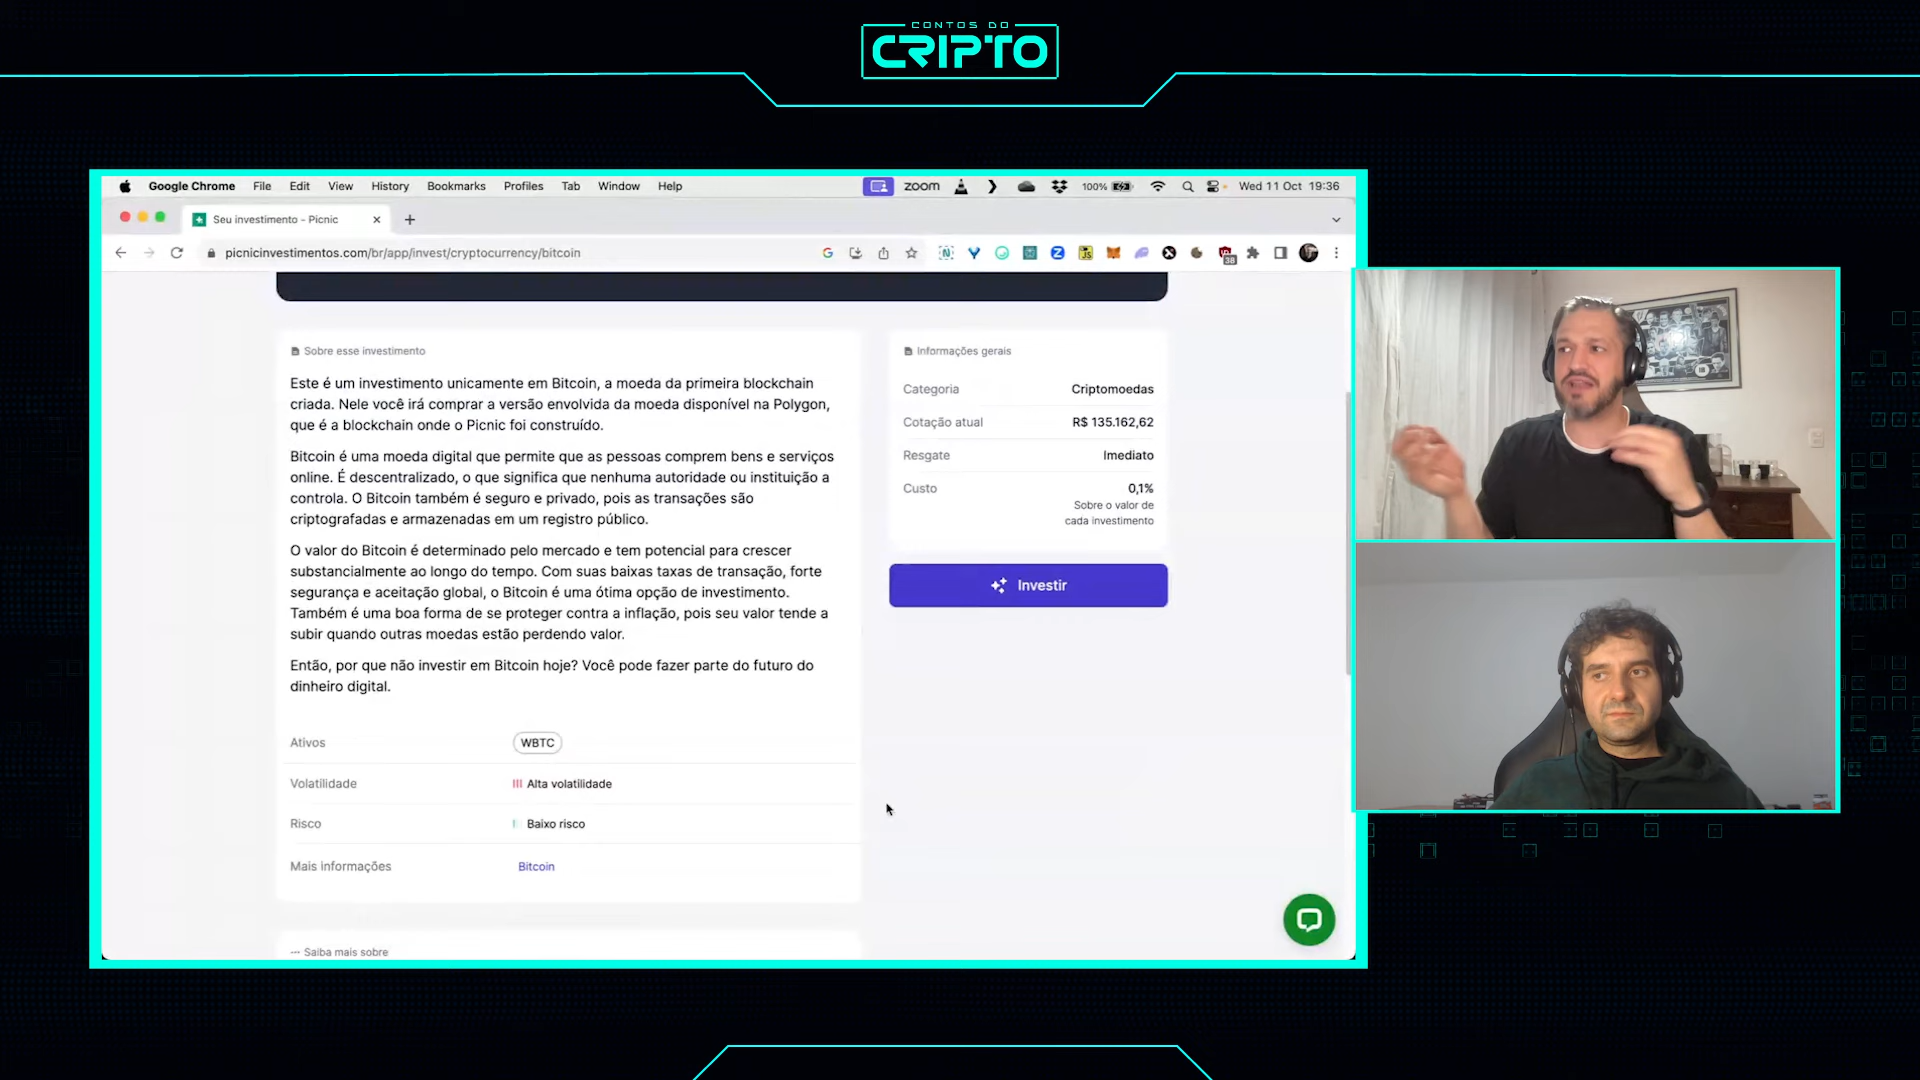 CONTOS DO
CRIPTO
Google Chrome File Edit View History Bookmarks Profiles Tab Window Help
zoom 100% Wed 11 Oct 19:36
Seu investimento - Picnic
picnicinvestimentos.com/br/app/invest/cryptocurrency/bitcoin
38
Sobre esse investimento
Este é um investimento unicamente em Bitcoin, a moeda da primeira blockchain
criada. Nele você irá comprar a versão envolvida da moeda disponível na Polygon,
que é a blockchain onde o Picnic foi construído.
Bitcoin é uma moeda digital que permite que as pessoas comprem bens e serviços
online. É descentralizado, o que significa que nenhuma autoridade ou instituição a
controla. O Bitcoin também é seguro e privado, pois as transações são
criptografadas e armazenadas em um registro público.
O valor do Bitcoin é determinado pelo mercado e tem potencial para crescer
substancialmente ao longo do tempo. Com suas baixas taxas de transação, forte
segurança e aceitação global, o Bitcoin é uma ótima opção de investimento.
Também é uma boa forma de se proteger contra a inflação, pois seu valor tende a
subir quando outras moedas estão perdendo valor.
Então, por que não investir em Bitcoin hoje? Você pode fazer parte do futuro do
dinheiro digital.
Ativos WBTC
Volatilidade Alta volatilidade
Risco Baixo risco
Mais informações Bitcoin
Saiba mais sobre
Informações gerais
Categoria Criptomoedas
Cotação atual R$ 135.162,62
Resgate Imediato
Custo 0,1%
Sobre o valor de
cada investimento
Investir